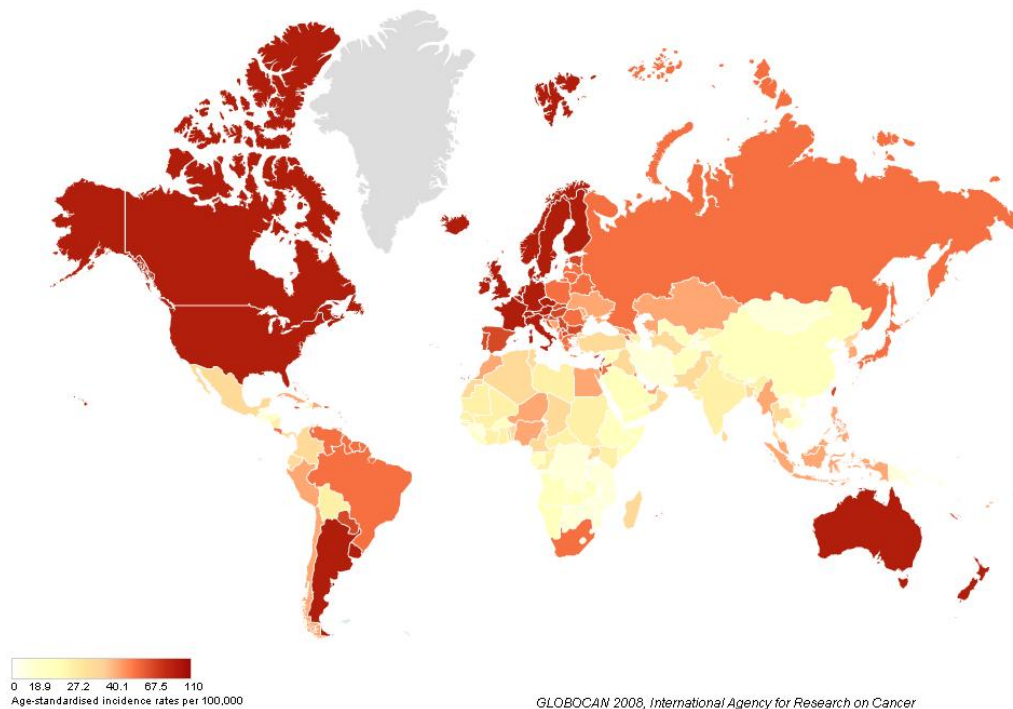 0 18.9 27.2 40.1 67.5 110
Age-standardised incidence rates per 100,000
GLOBOCAN 2008, International Agency for Research on Cancer